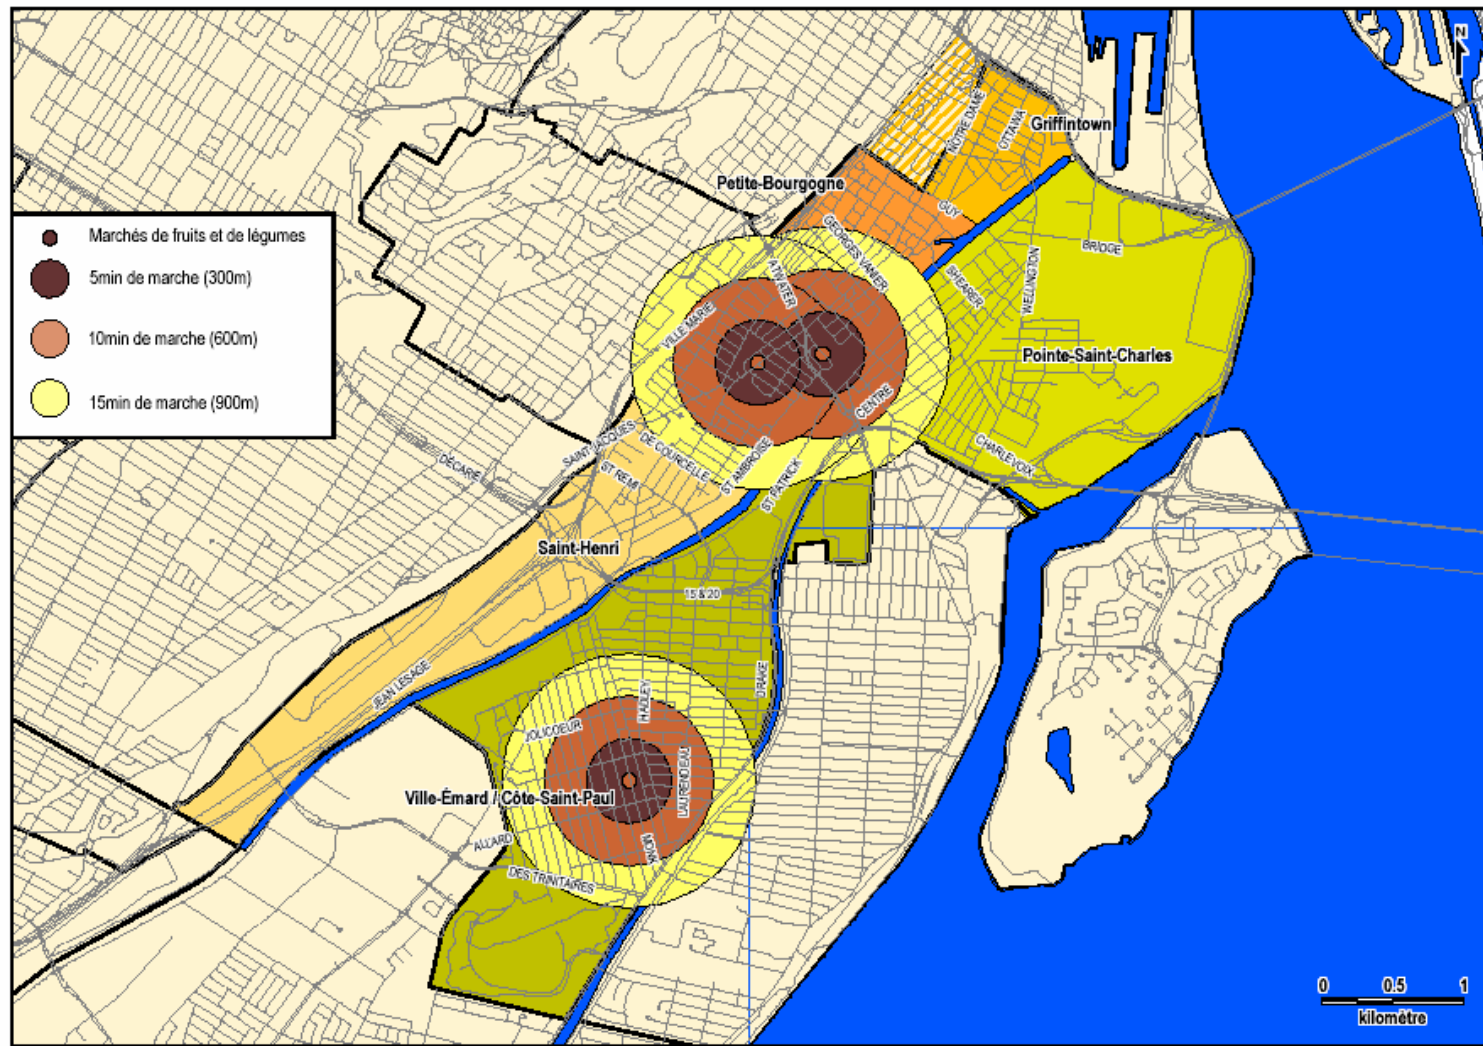 N
NOTRE DAME
OTTAWA
Griffintown
Petite-Bourgogne
GUY
GEORGES VANIER
BRIDGE
Marchés de fruits et de légumes
5min de marche (300m)
10min de marche (600m)
15min de marche (900m)
ATWATER
SHEARER
WELLINGTON
VILLE MARIE
Pointe-Saint-Charles
CENTRE
SAINT JACQUES
DE COURCELLE
CHARLEVOIX
DÉCARIE
ST REMI
ST AMBROISE
ST PATRICK
Saint-Henri
15 & 20
JEAN LESAGE
HADLEY
DRAKE
JOLICOEUR
LAURENDEAU
Ville-Émard / Côte-Saint-Paul
ALLARD
MONK
DES TRINITAIRES
0 0.5 1
kilomètre